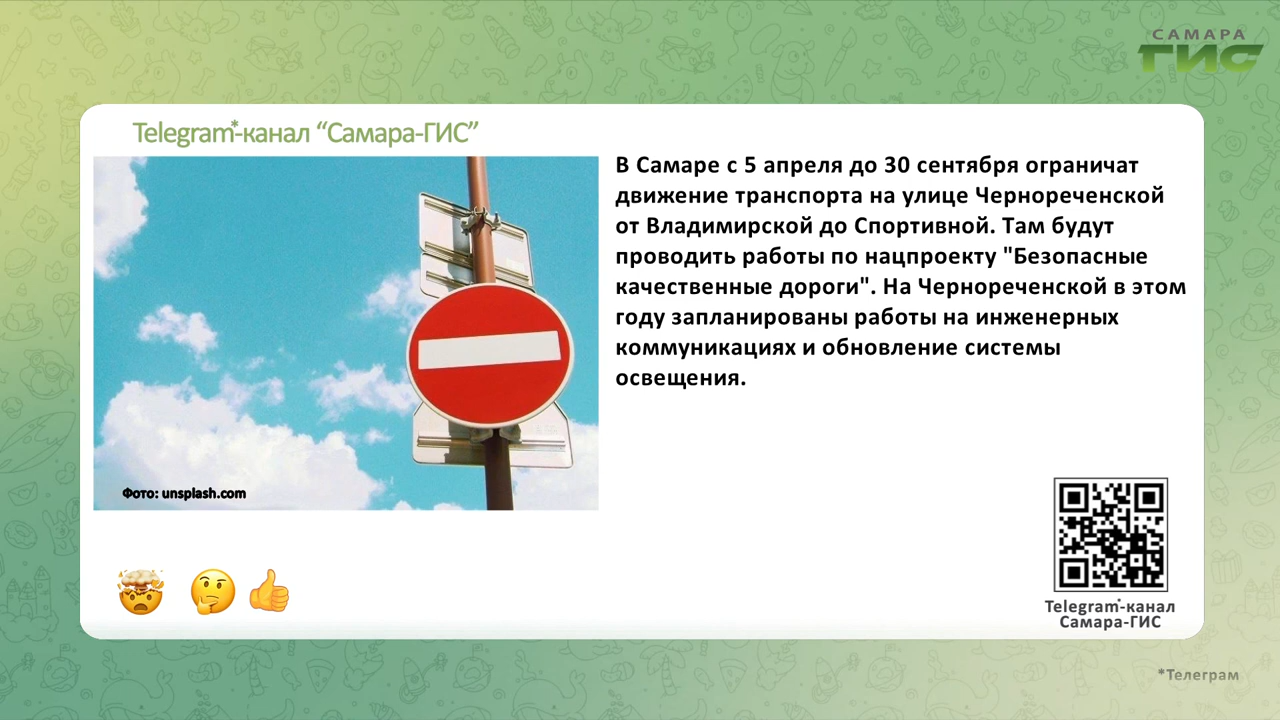 САМАРА
ГИС
Telegram*-канал “Самара-ГИС”
В Самаре с 5 апреля до 30 сентября ограничат
движение транспорта на улице Чернореченской
от Владимирской до Спортивной. Там будут
проводить работы по нацпроекту "Безопасные
качественные дороги". На Чернореченской в этом
году запланированы работы на инженерных
коммуникациях и обновление системы
освещения.
Фото: unsplash.com
Telegram*-канал
Самара-ГИС
*Телеграм